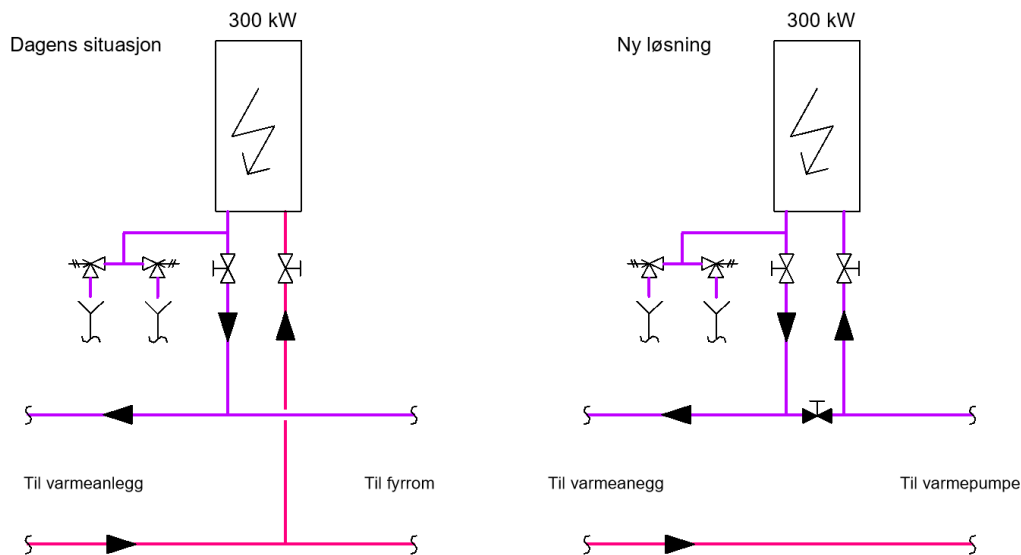 300 kW
Dagens situasjon
Til varmeanlegg
Til fyrrom
300 kW
Ny løsning
Til varmeanegg
Til varmepumpe